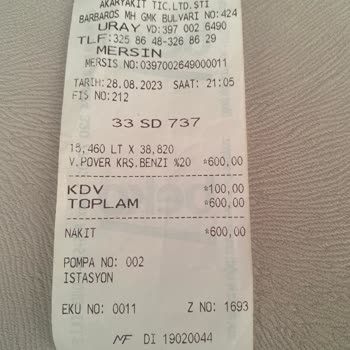 AKARYAKIT TIC.LTD.STI
BARBAROS MH GMK BULVARI NO:424
URAY VD:397 002 6490
TLF:325 86 48-326 86 29
MERSIN
MERSIS NO:0397002649000011
TARIH:28.08.2023 SAAT: 21:05
FIS NO:212
33 SD 737
15,460 LT X 38,820
V.POVER KRŞ.BENZI %20 *600,00
KDV *100,00
TOPLAM *600,00
NAKIT *600,00
POMPA NO: 002
ISTASYON
EKU NO: 0011 Z NO: 1693
MF DI 19020044